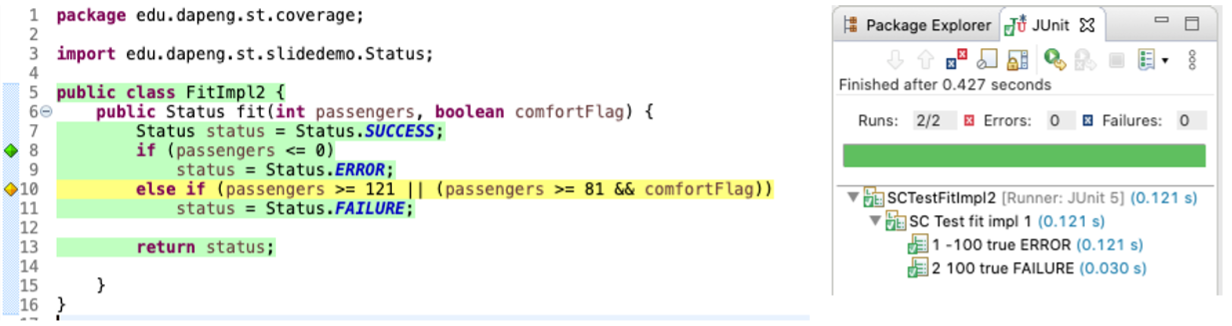 1 package edu.dapeng.st.coverage;
2
3 import edu.dapeng.st.slidedemo.Status;
4
5 public class FitImpl2 {
6 public Status fit(int passengers, boolean comfortFlag) {
7 Status status = Status.SUCCESS;
8 if (passengers <= 0)
9 status = Status.ERROR;
10 else if (passengers >= 121 || (passengers >= 81 && comfortFlag))
11 status = Status.FAILURE;
12
13 return status;
14
15 }
16 }
Package Explorer JUnit
Finished after 0.427 seconds
Runs: 2/2 Errors: 0 Failures: 0
SCTestFitImpl2 [Runner: JUnit 5] (0.121 s)
SC Test fit impl 1 (0.121 s)
1 -100 true ERROR (0.121 s)
2 100 true FAILURE (0.030 s)